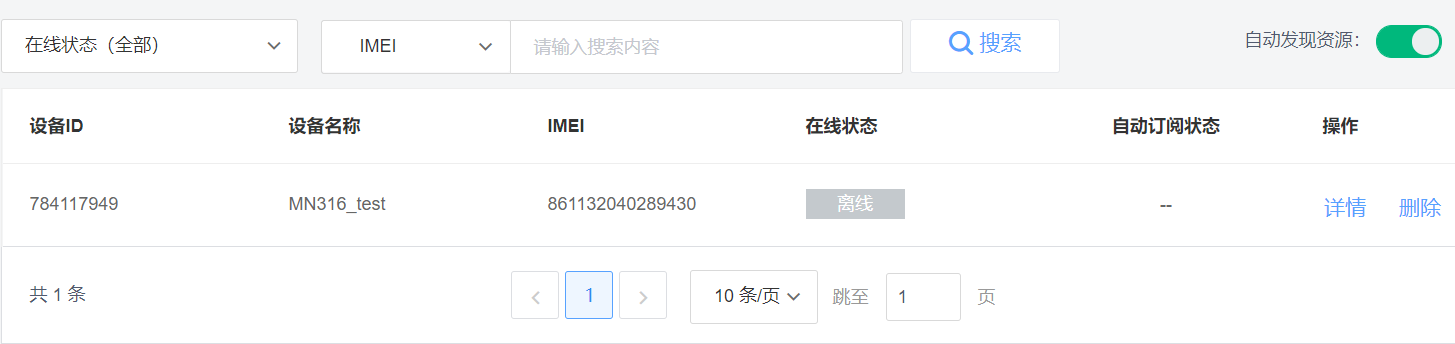 在线状态（全部） IMEI 请输入搜索内容 搜索 自动发现资源：
设备ID 设备名称 IMEI 在线状态 自动订阅状态 操作
784117949 MN316_test 861132040289430 离线 -- 详情 删除
共 1 条 1 10 条/页 跳至 1 页